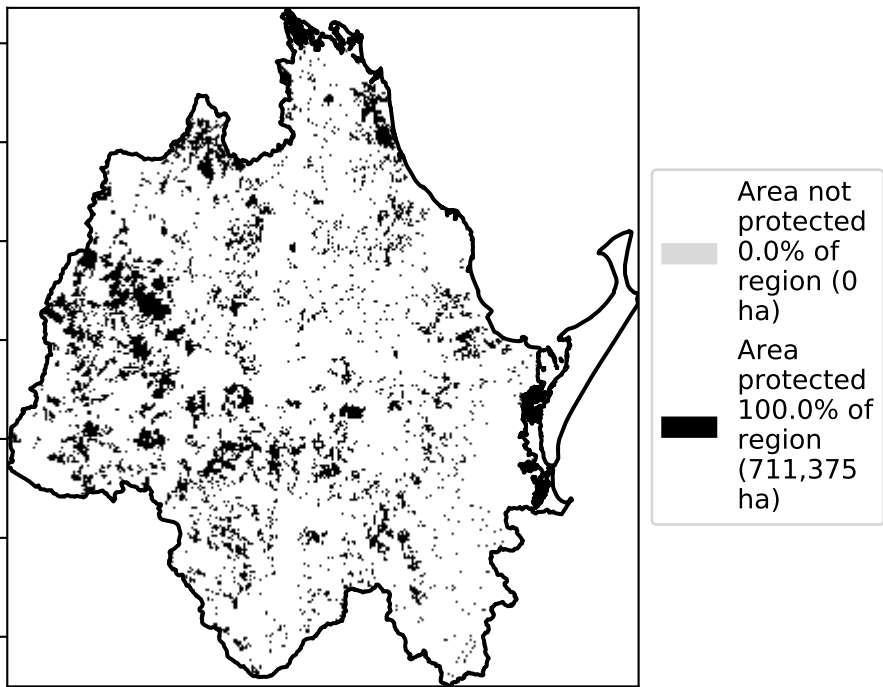 Area not
protected
0.0% of
region (0
ha)
Area
protected
100.0% of
region
(711,375
ha)